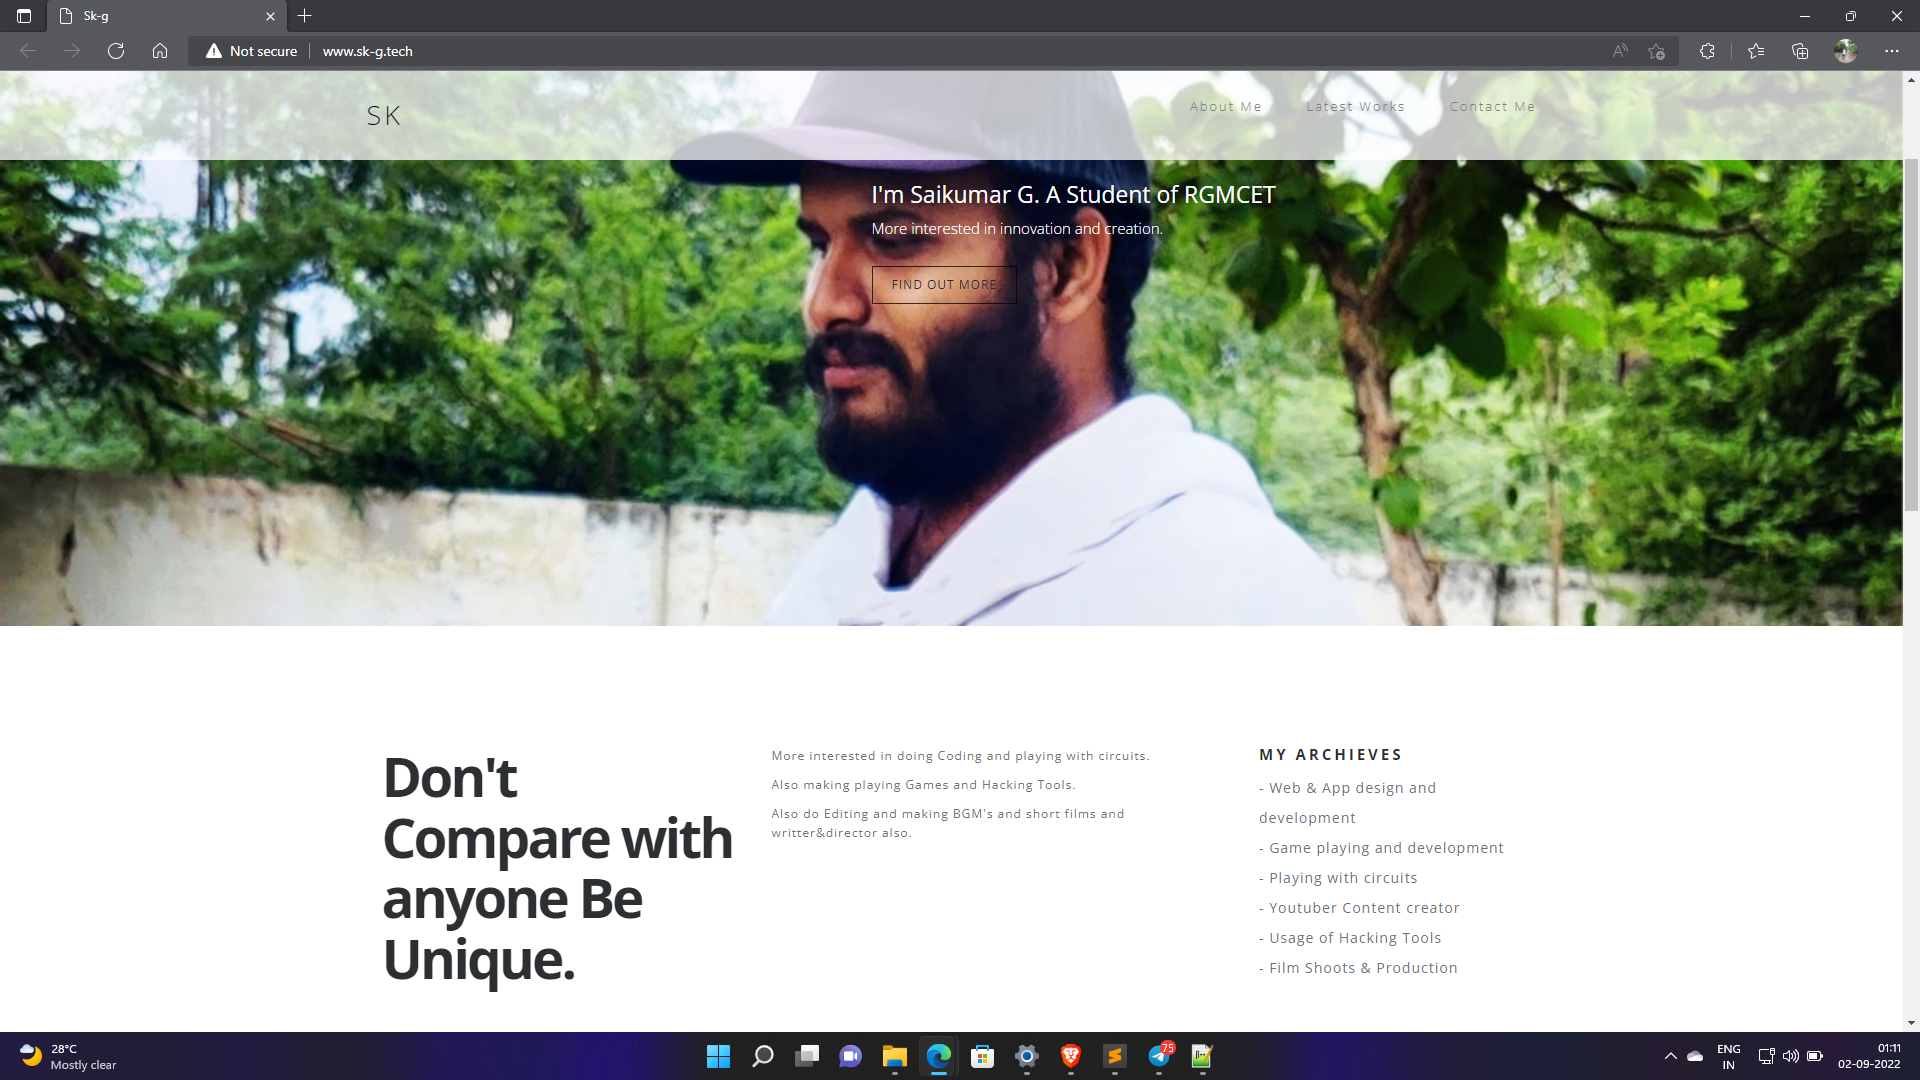 Sk-g
Not secure
www.sk-g.tech
SK
About Me
Latest Works
Contact Me
I'm Saikumar G. A Student of RGMCET
More interested in innovation and creation.
FIND OUT MORE
Don't
Compare with
anyone Be
Unique.
More interested in doing Coding and playing with circuits.
Also making playing Games and Hacking Tools.
Also do Editing and making BGM's and short films and
writter&director also.
MY ARCHIEVES
- Web & App design and
development
- Game playing and development
- Playing with circuits
- Youtuber Content creator
- Usage of Hacking Tools
- Film Shoots & Production
28°C
Mostly clear
75
ENG
IN
01:11
02-09-2022